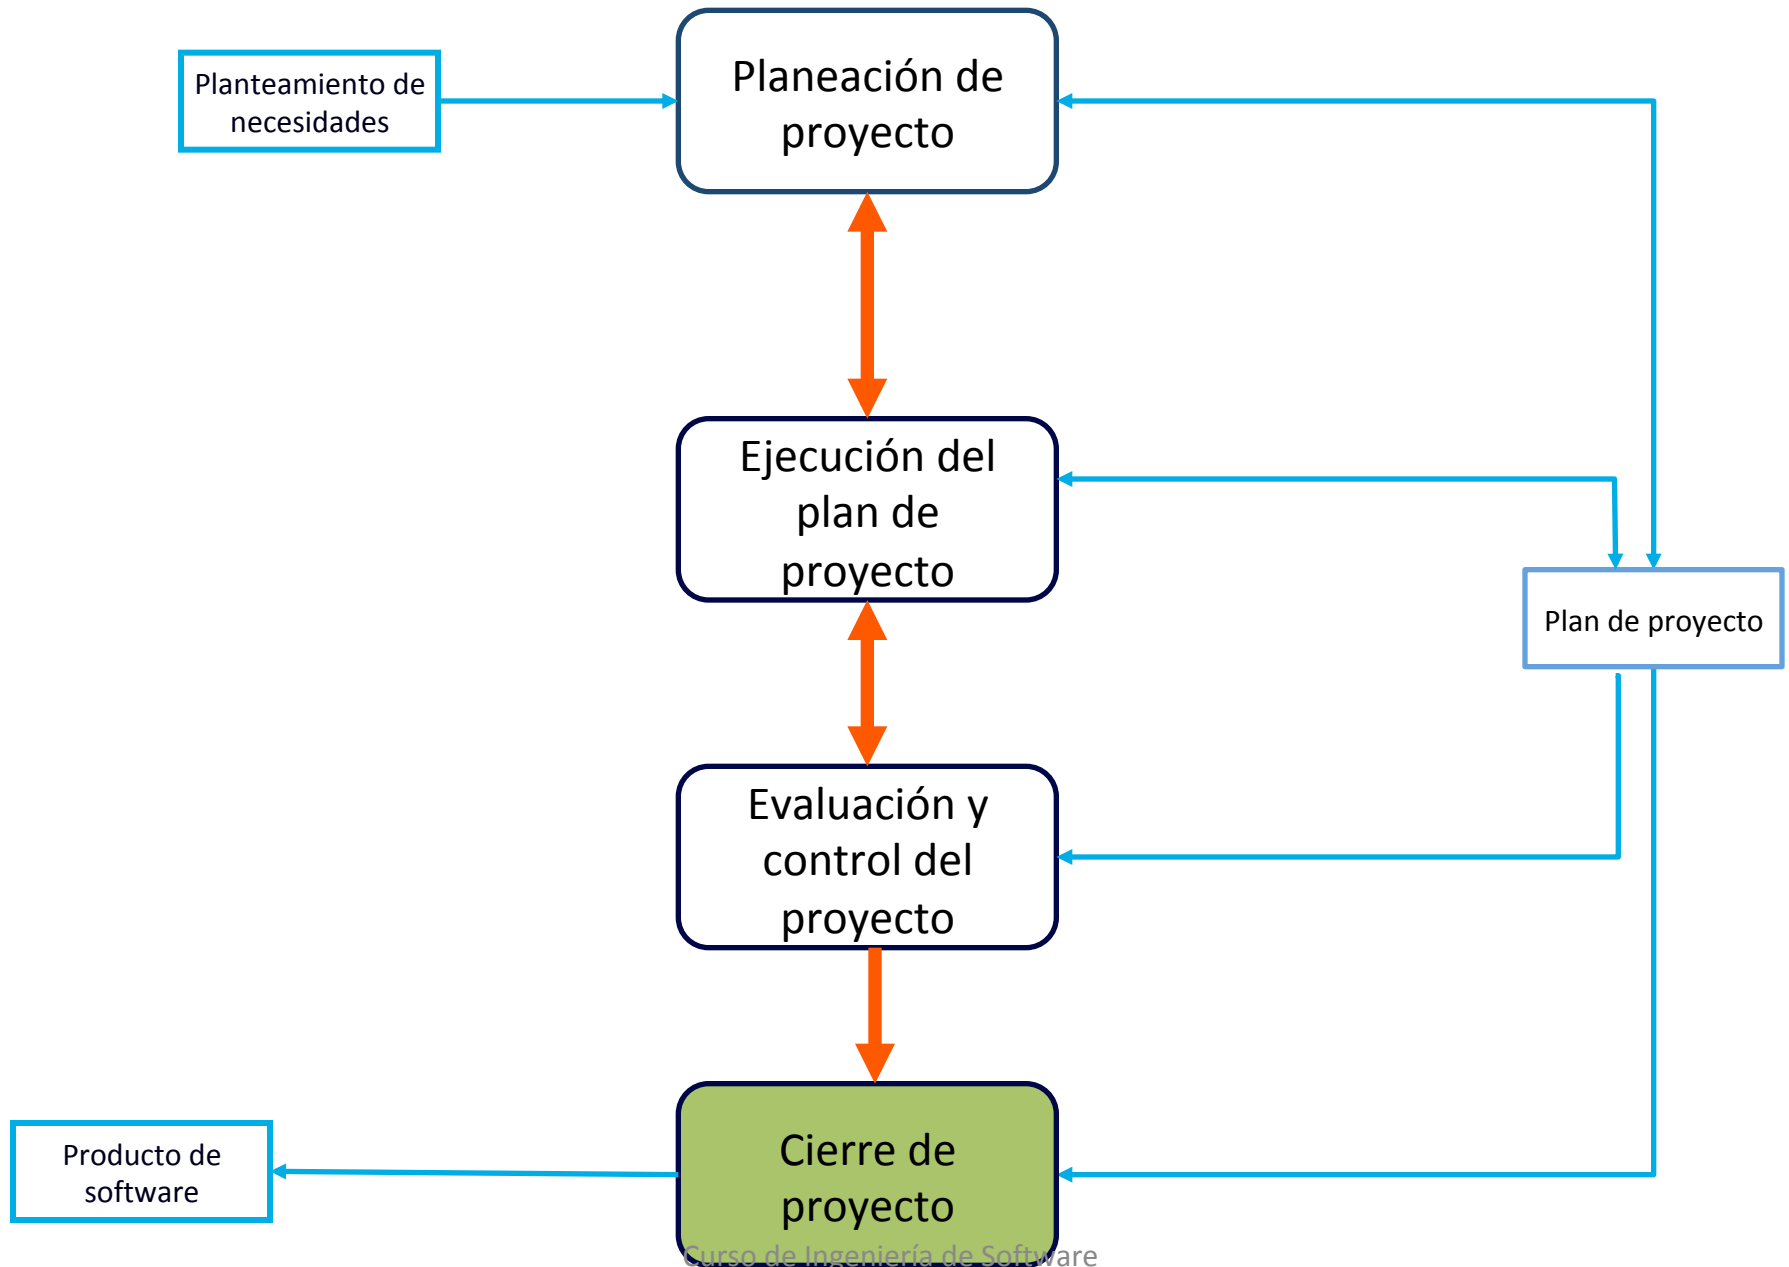 Planteamiento de
necesidades
Planeación de
proyecto
Ejecución del
plan de
proyecto
Plan de proyecto
Evaluación y
control del
proyecto
Producto de
software
Cierre de
proyecto
Curso de Ingeniería de Software